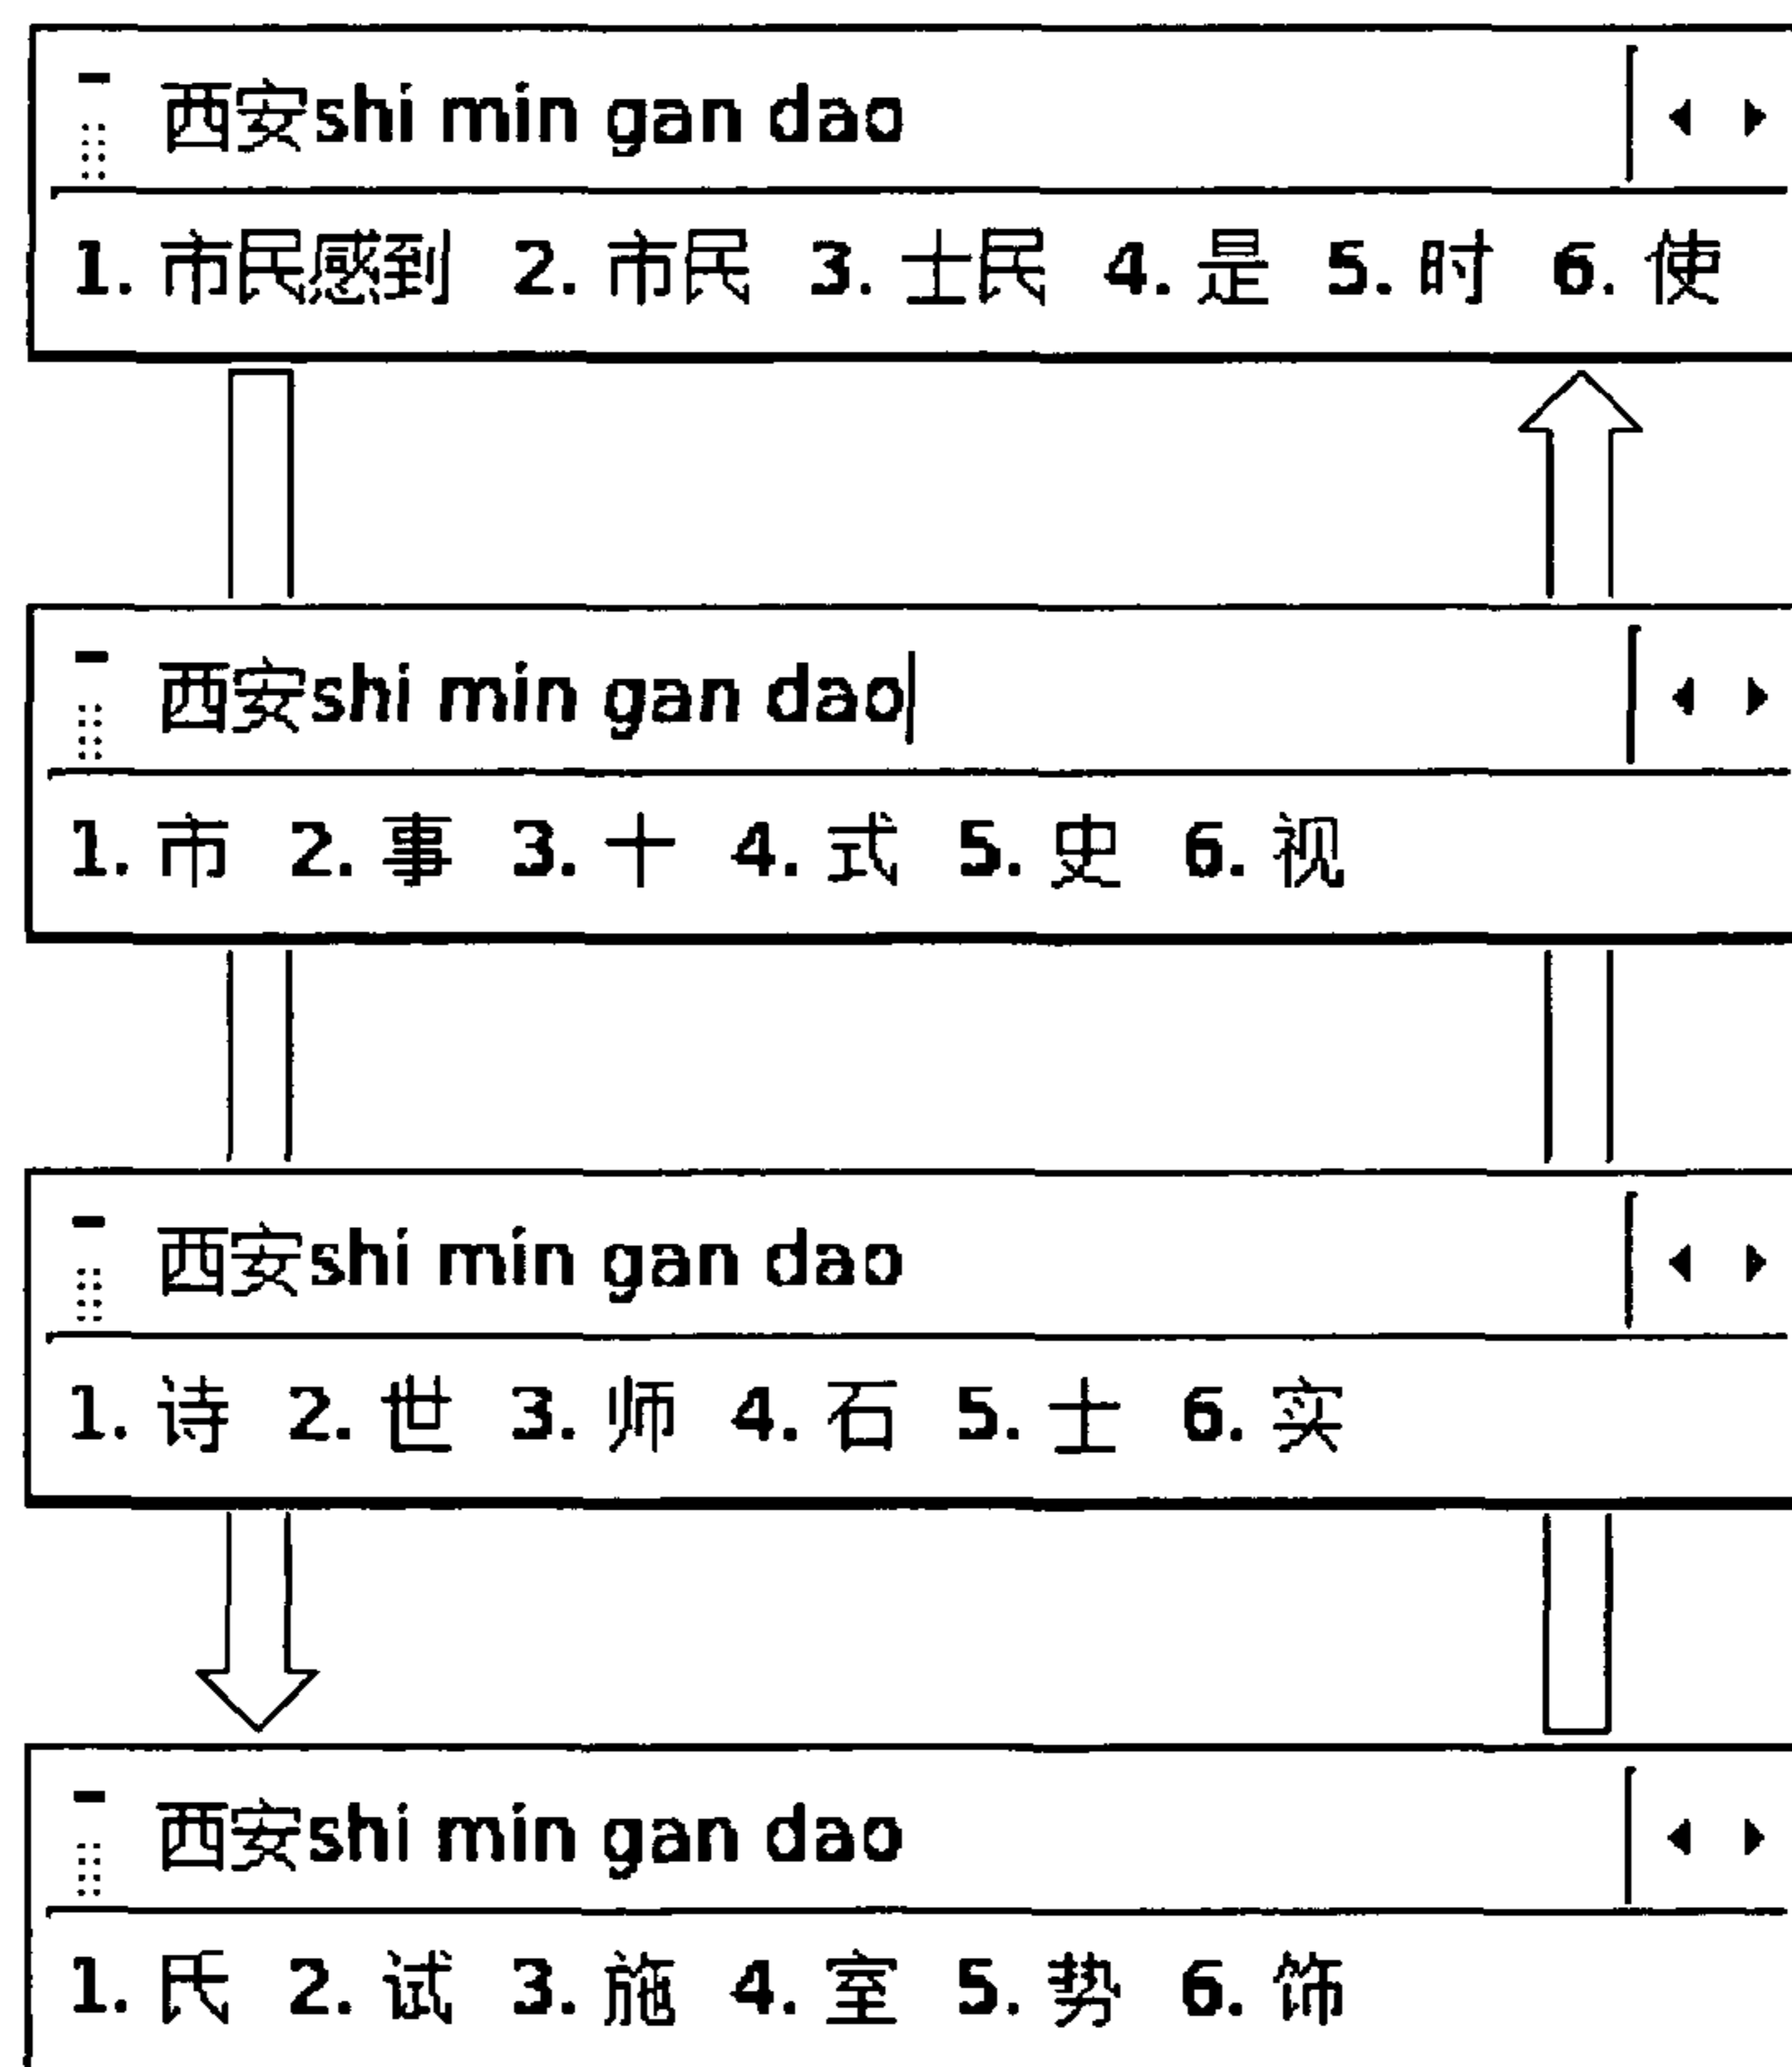 西安shi min gan dao
1. 市民感到 2. 市民 3. 士民 4. 是 5. 时 6. 使
西安shi min gan dao
1. 市 2. 事 3. 十 4. 式 5. 史 6. 视
西安shi min gan dao
1. 诗 2. 世 3. 师 4. 石 5. 士 6. 实
西安shi min gan dao
1. 氏 2. 试 3. 施 4. 室 5. 势 6. 饰